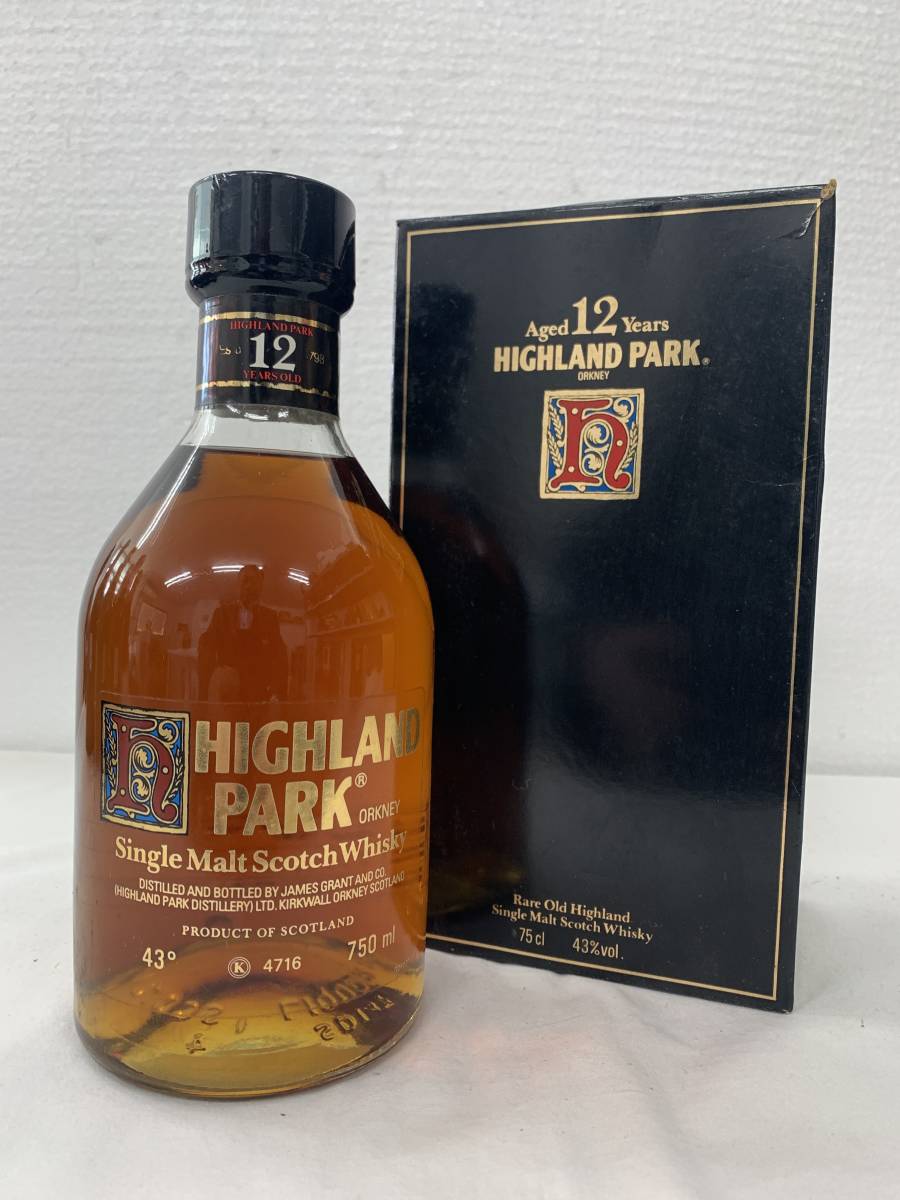 HIGHLAND PARK
12
YEARS OLD
HIGHLAND
PARK®
ORKNEY
Single Malt Scotch Whisky
DISTILLED AND BOTTLED BY JAMES GRANT AND CO.
(HIGHLAND PARK DISTILLERY) LTD. KIRKWALL ORKNEY SCOTLAND
PRODUCT OF SCOTLAND
43° K 4716 750 ml
Aged 12 Years
HIGHLAND PARK®
ORKNEY
h
Rare Old Highland
Single Malt Scotch Whisky
75 cl 43%vol.